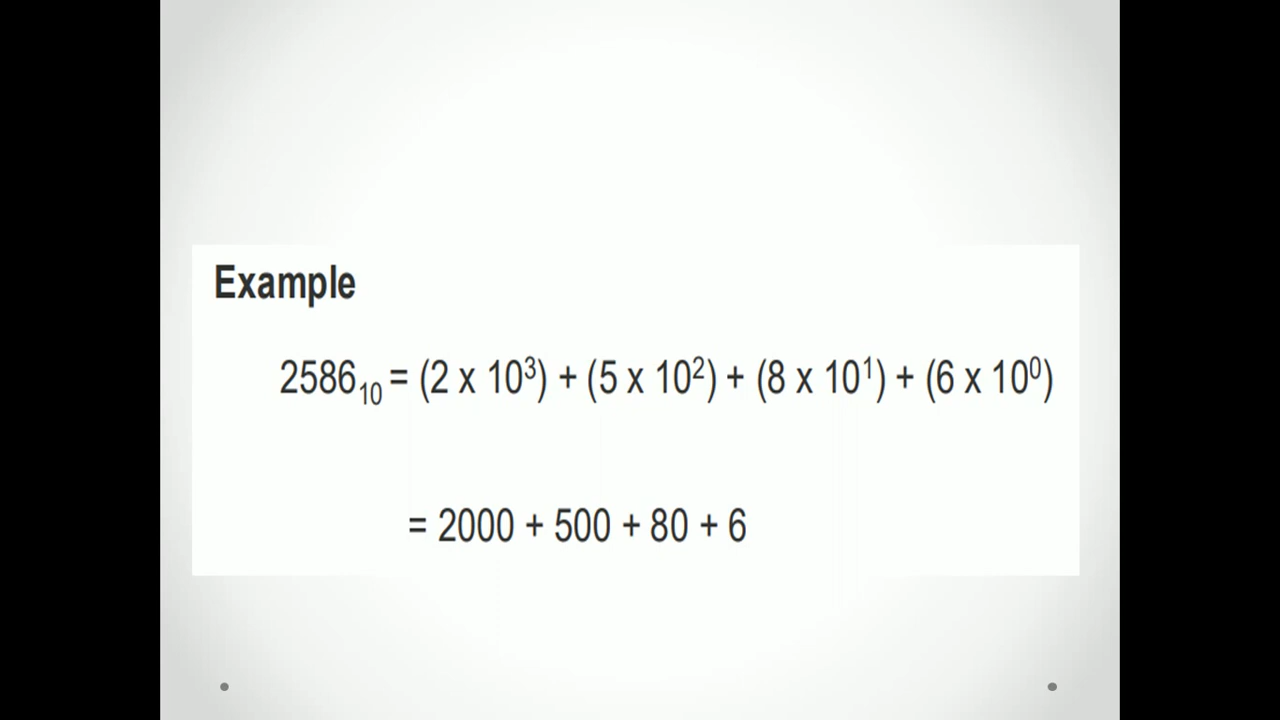 Example
2586₁₀ = (2 x 10³) + (5 x 10²) + (8 x 10¹) + (6 x 10⁰)
= 2000 + 500 + 80 + 6